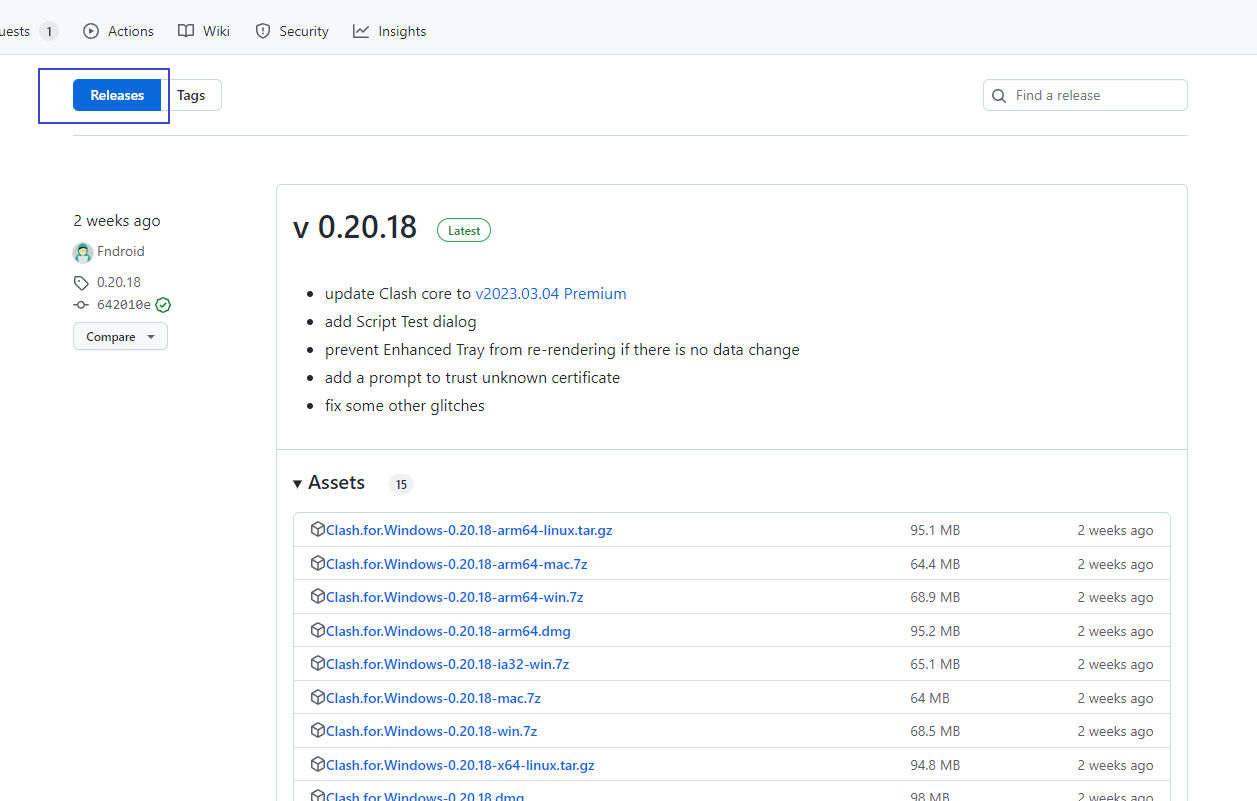 uests 1 Actions Wiki Security Insights
Releases Tags Find a release
2 weeks ago
Fndroid
0.20.18
642010e
Compare
v 0.20.18 Latest
update Clash core to v2023.03.04 Premium
add Script Test dialog
prevent Enhanced Tray from re-rendering if there is no data change
add a prompt to trust unknown certificate
fix some other glitches
Assets 15
Clash.for.Windows-0.20.18-arm64-linux.tar.gz 95.1 MB 2 weeks ago
Clash.for.Windows-0.20.18-arm64-mac.7z 64.4 MB 2 weeks ago
Clash.for.Windows-0.20.18-arm64-win.7z 68.9 MB 2 weeks ago
Clash.for.Windows-0.20.18-arm64.dmg 95.2 MB 2 weeks ago
Clash.for.Windows-0.20.18-ia32-win.7z 65.1 MB 2 weeks ago
Clash.for.Windows-0.20.18-mac.7z 64 MB 2 weeks ago
Clash.for.Windows-0.20.18-win.7z 68.5 MB 2 weeks ago
Clash.for.Windows-0.20.18-x64-linux.tar.gz 94.8 MB 2 weeks ago
Clash.for.Windows-0.20.18.dmg 98 MB 2 weeks ago